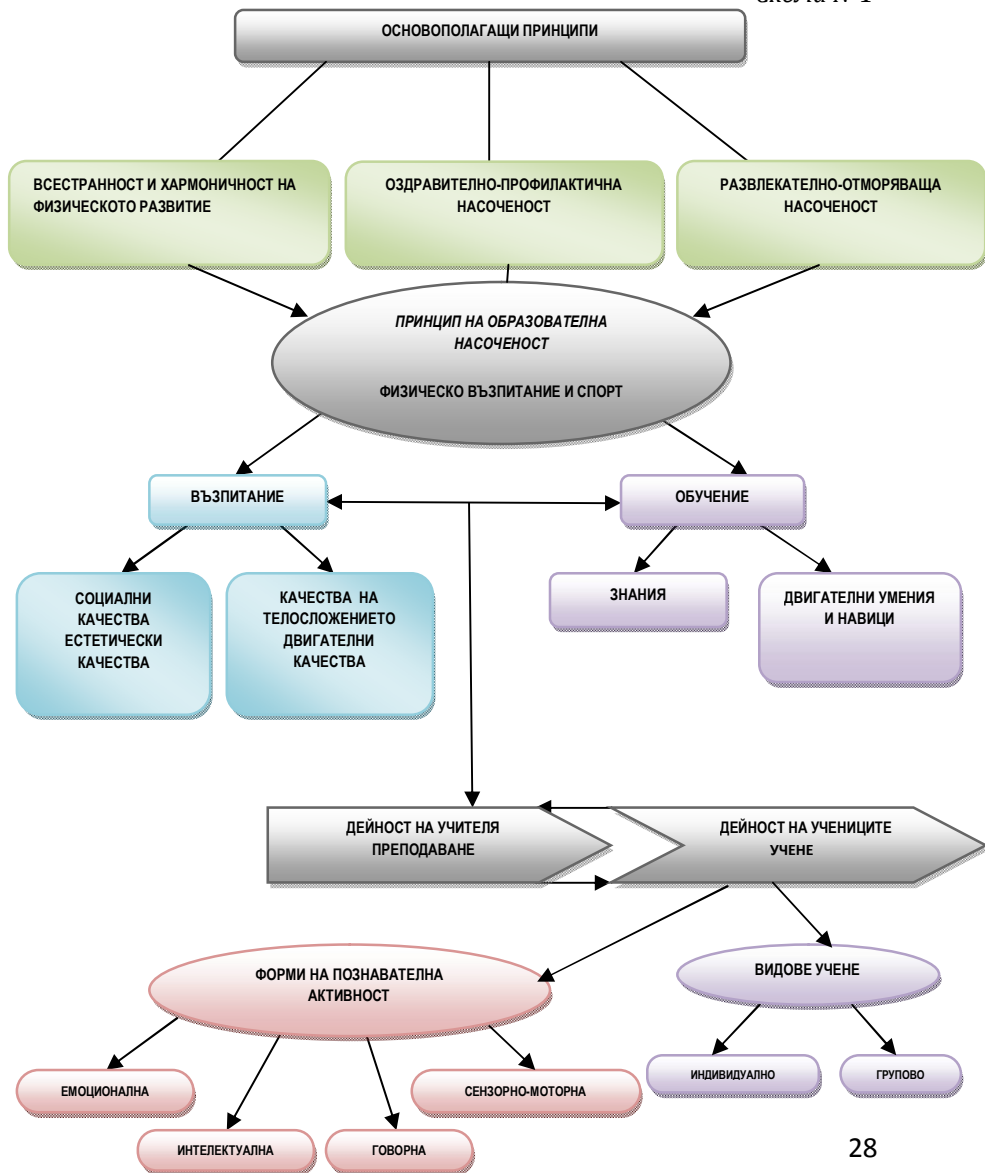 ОСНОВОПОЛАГАЩИ ПРИНЦИПИ
ВСЕСТРАННОСТ И ХАРМОНИЧНОСТ НА
ФИЗИЧЕСКОТО РАЗВИТИЕ
ОЗДРАВИТЕЛНО-ПРОФИЛАКТИЧНА
НАСОЧЕНОСТ
РАЗВЛЕКАТЕЛНО-ОТМОРЯВАЩА
НАСОЧЕНОСТ
ПРИНЦИП НА ОБРАЗОВАТЕЛНА
НАСОЧЕНОСТ
ФИЗИЧЕСКО ВЪЗПИТАНИЕ И СПОРТ
ВЪЗПИТАНИЕ
ОБУЧЕНИЕ
СОЦИАЛНИ
КАЧЕСТВА
ЕСТЕТИЧЕСКИ
КАЧЕСТВА
КАЧЕСТВА НА
ТЕЛОСЛОЖЕНИЕТО
ДВИГАТЕЛНИ
КАЧЕСТВА
ЗНАНИЯ
ДВИГАТЕЛНИ УМЕНИЯ
И НАВИЦИ
ДЕЙНОСТ НА УЧИТЕЛЯ
ПРЕПОДАВАНЕ
ДЕЙНОСТ НА УЧЕНИЦИТЕ
УЧЕНЕ
ФОРМИ НА ПОЗНАВАТЕЛНА
АКТИВНОСТ
ВИДОВЕ УЧЕНЕ
ЕМОЦИОНАЛНА
ИНТЕЛЕКТУАЛНА
ГОВОРНА
СЕНЗОРНО-МОТОРНА
ИНДИВИДУАЛНО
ГРУПОВО
28